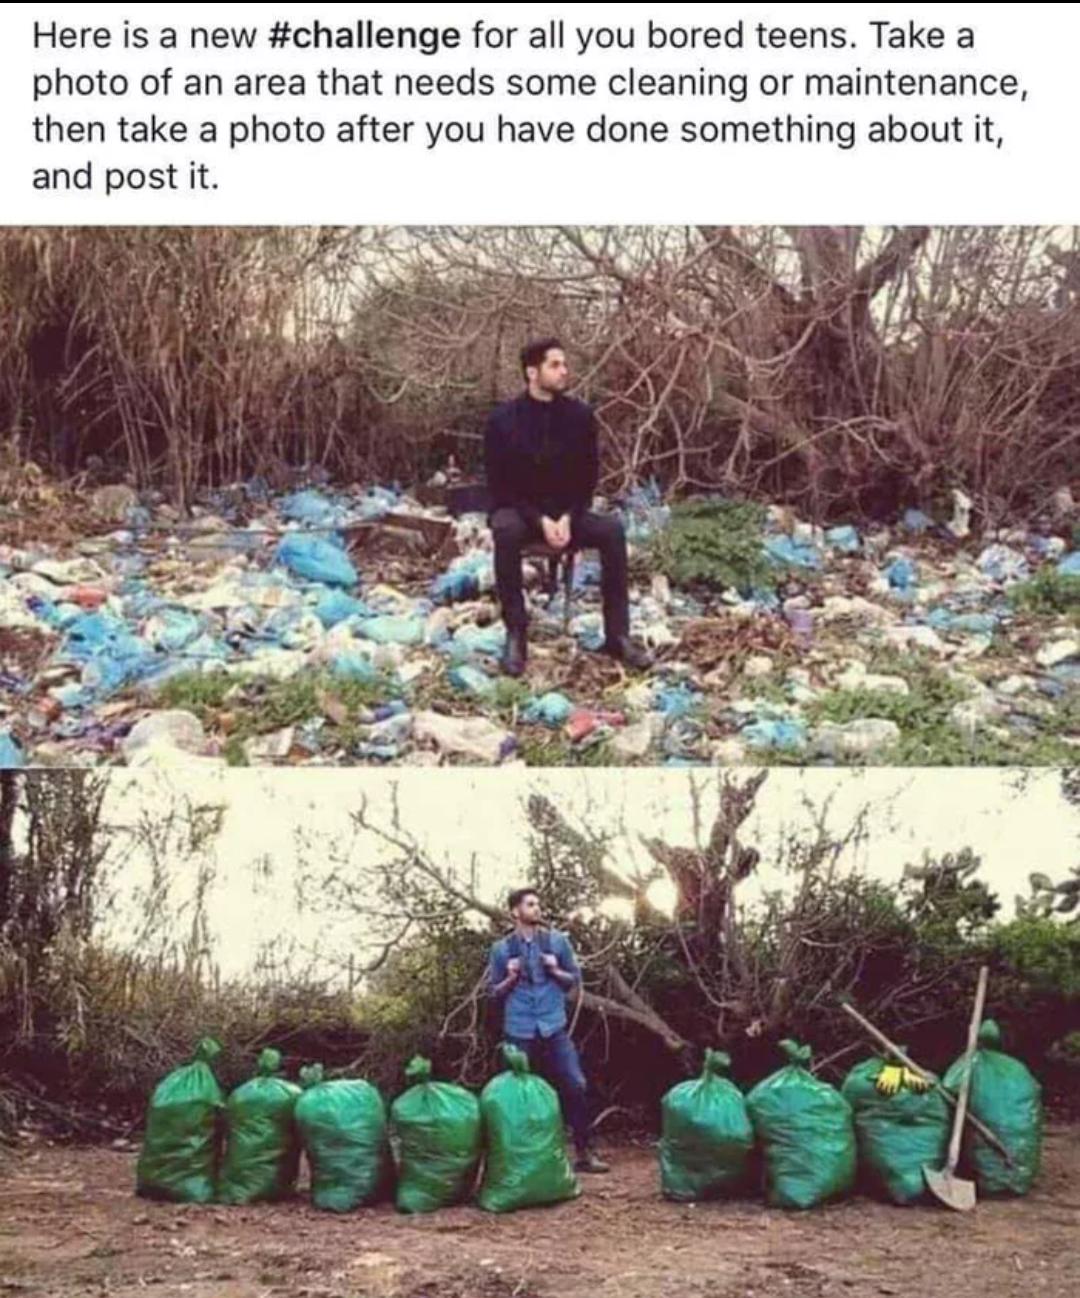 Here is a new #challenge for all you bored teens. Take a
photo of an area that needs some cleaning or maintenance,
then take a photo after you have done something about it,
and post it.